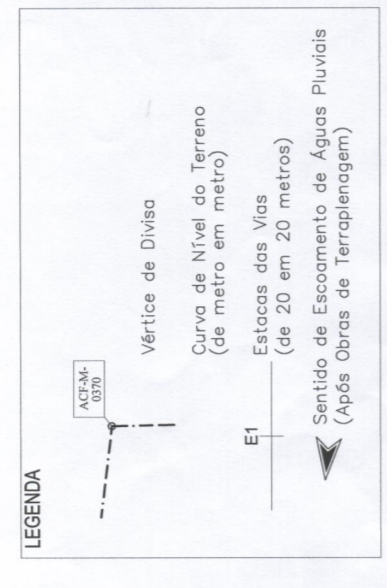 LEGENDA
ACF-M-
0370
Vértice de Divisa
Curva de Nível do Terreno
(de metro em metro)
E1
Estacas das Vias
(de 20 em 20 metros)
Sentido de Escoamento de Águas Pluviais
(Após Obras de Terraplenagem)